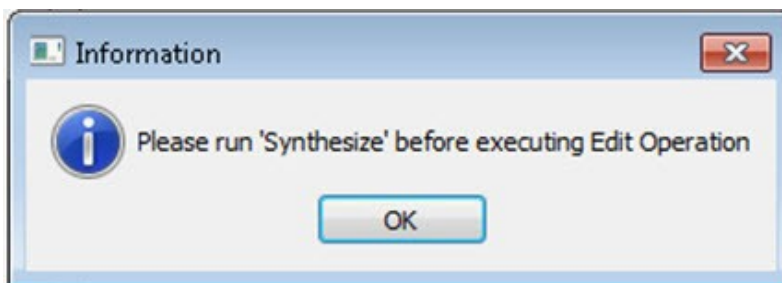 Information
Please run 'Synthesize' before executing Edit Operation
OK